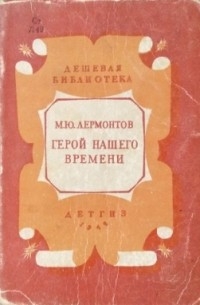 ДЕШЕВАЯ
БИБЛИОТЕКА
М.Ю.ЛЕРМОНТОВ
ГЕРОЙ НАШЕГО
ВРЕМЕНИ
ДЕТГИЗ